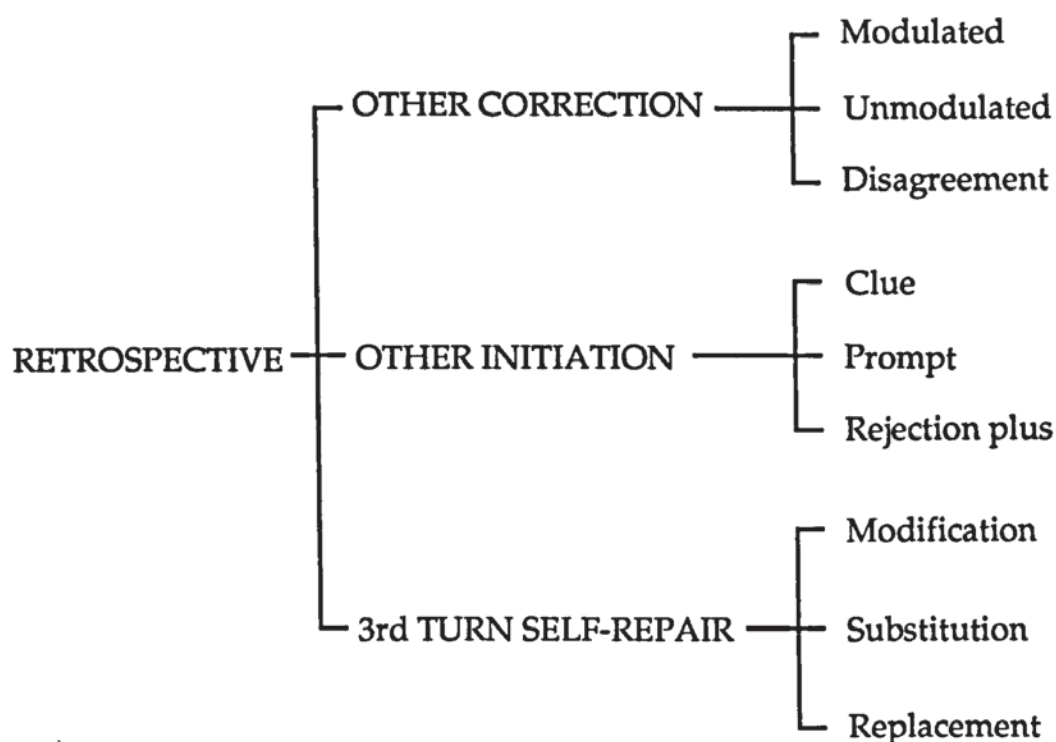 Modulated
OTHER CORRECTION
Unmodulated
Disagreement
Clue
RETROSPECTIVE
OTHER INITIATION
Prompt
Rejection plus
Modification
3rd TURN SELF-REPAIR
Substitution
Replacement